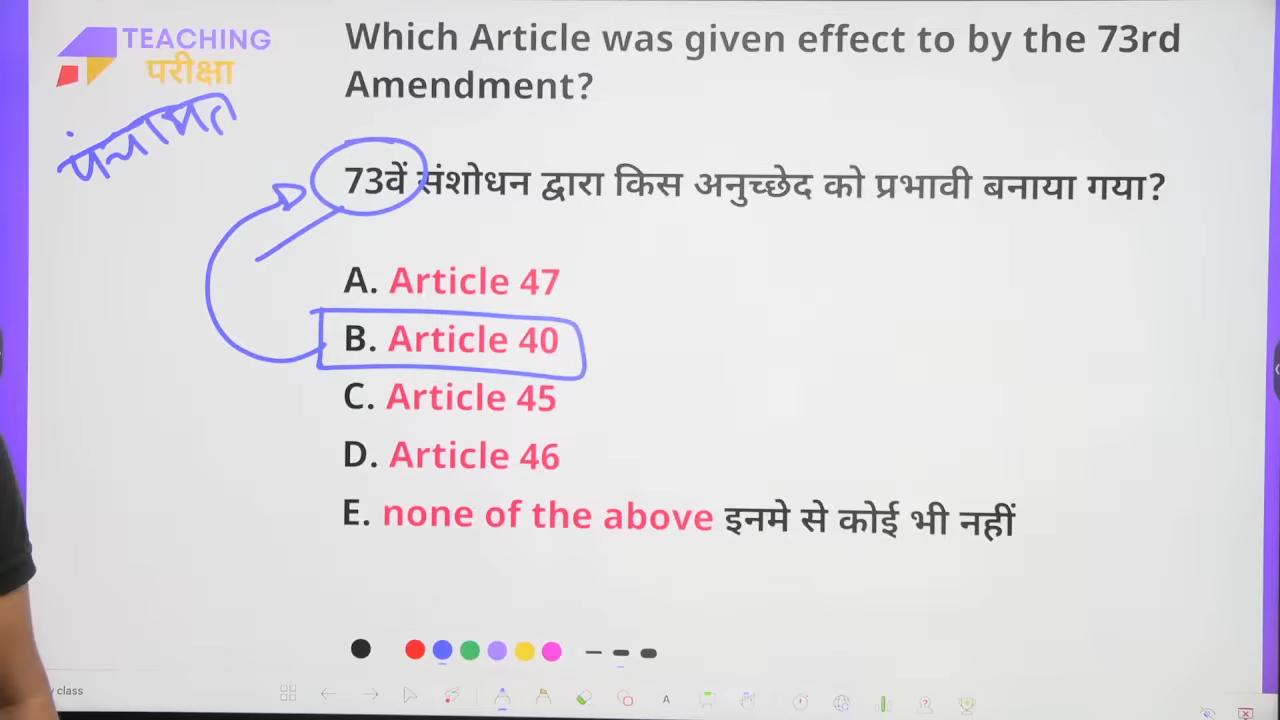 TEACHING
परीक्षा
पंचायत
Which Article was given effect to by the 73rd
Amendment?
73वें संशोधन द्वारा किस अनुच्छेद को प्रभावी बनाया गया?
A. Article 47
B. Article 40
C. Article 45
D. Article 46
E. none of the above इनमे से कोई भी नहीं
class
A